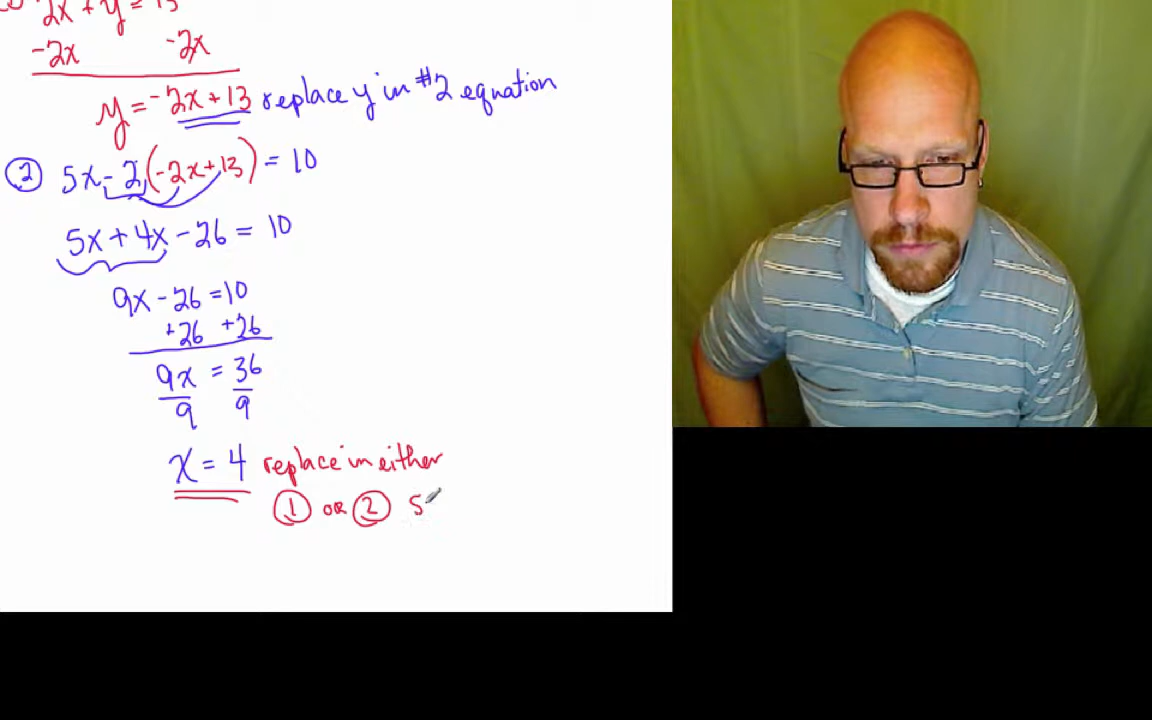 2x + y = 13
-2x -2x
y = -2x + 13 replace y in #2 equation
② 5x - 2(-2x + 13) = 10
5x + 4x - 26 = 10
9x - 26 = 10
+26 +26
9x = 36
9 9
x = 4 replace in either
① OR ② s